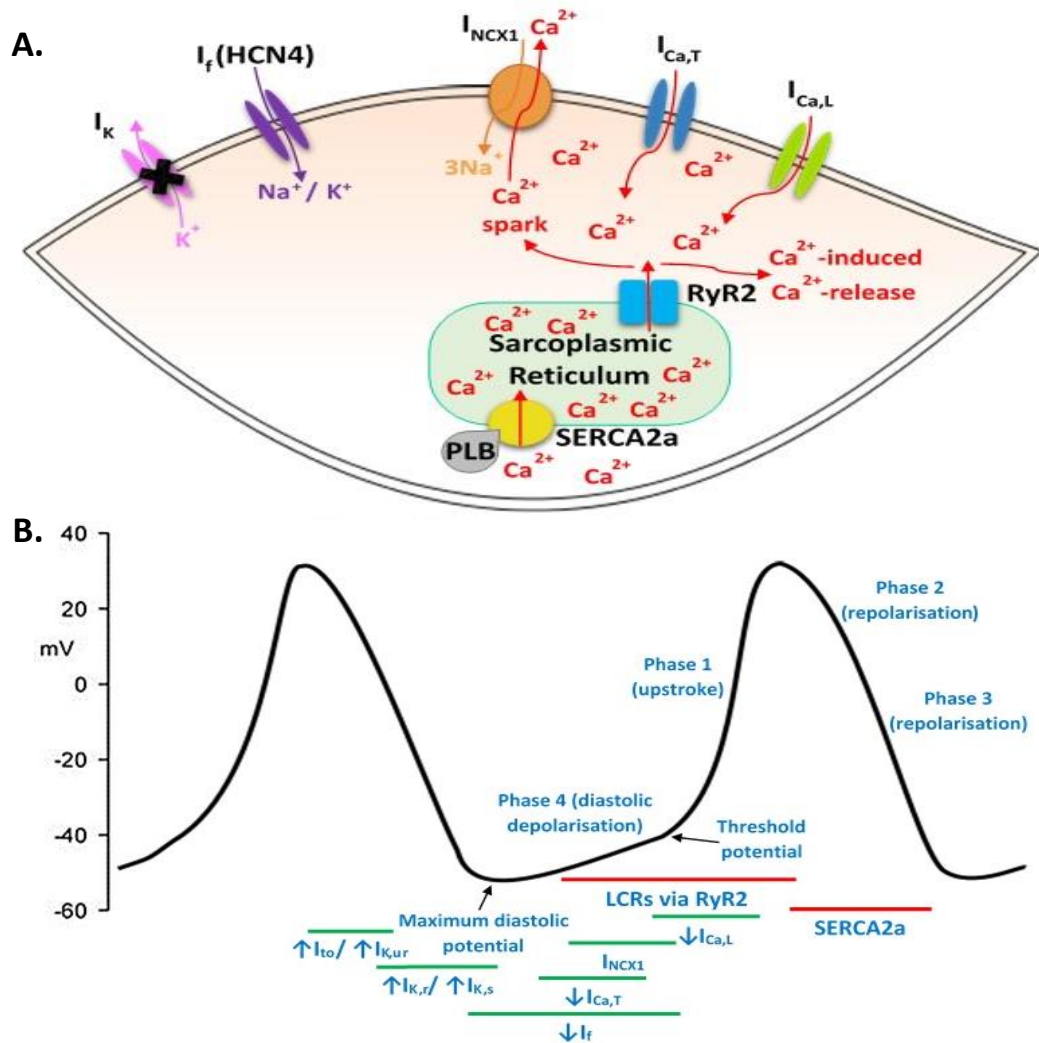 A.
I_NCX1
Ca²⁺
I_f(HCN4)
I_Ca,T
I_Ca,L
I_K
3Na⁺
Ca²⁺
Ca²⁺
Na⁺/ K⁺
Ca²⁺
spark
K⁺
Ca²⁺
Ca²⁺
Ca²⁺-induced
Ca²⁺-release
RyR2
Ca²⁺
Ca²⁺
Sarcoplasmic
Reticulum
Ca²⁺
Ca²⁺
Ca²⁺
Ca²⁺
SERCA2a
PLB
Ca²⁺
Ca²⁺
B.
40
20
mV
0
-20
-40
-60
Phase 2
(repolarisation)
Phase 1
(upstroke)
Phase 3
(repolarisation)
Phase 4 (diastolic
depolarisation)
Threshold
potential
Maximum diastolic
potential
LCRs via RyR2
SERCA2a
↓I_Ca,L
↑I_to/ ↑I_K,ur
I_NCX1
↑I_K,r/ ↑I_K,s
↓I_Ca,T
↓I_f